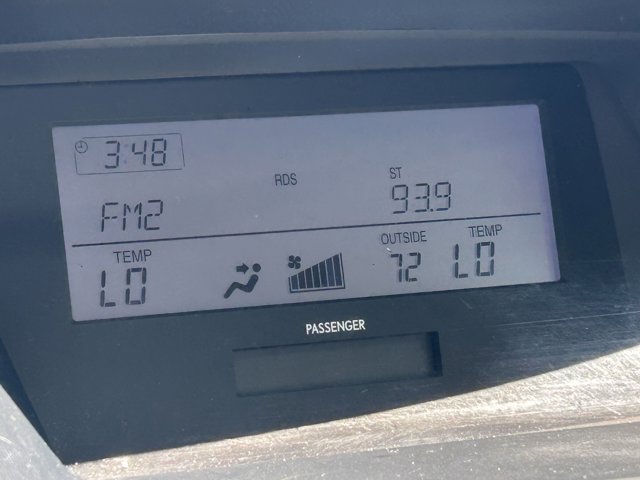 3:48
RDS
ST
FM2
93.9
TEMP
OUTSIDE
TEMP
LO
72
LO
PASSENGER